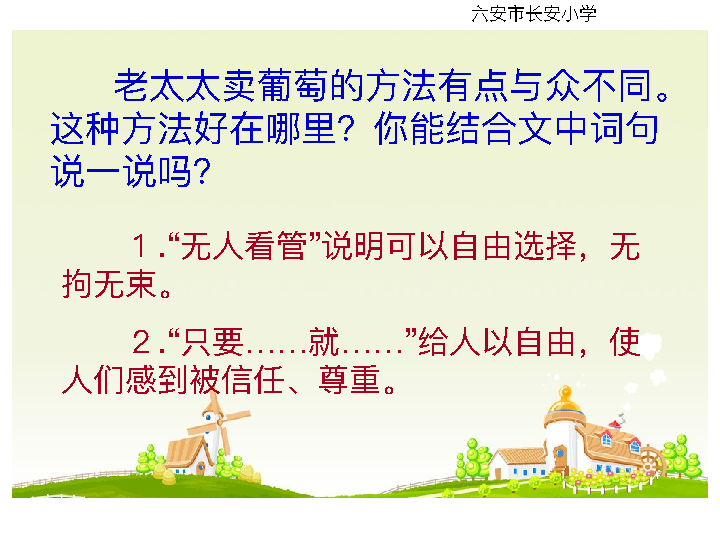 六安市长安小学
老太太卖葡萄的方法有点与众不同。
这种方法好在哪里？你能结合文中词句
说一说吗？
1.“无人看管”说明可以自由选择，无
拘无束。
2.“只要……就……”给人以自由，使
人们感到被信任、尊重。